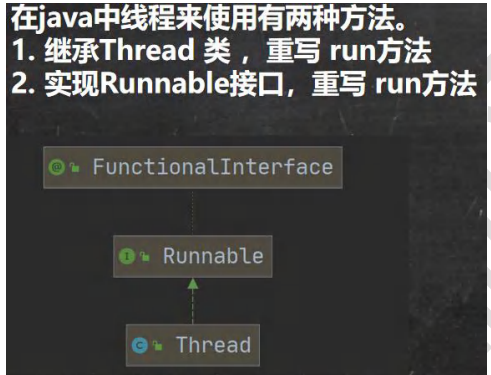 在java中线程来使用有两种方法。
1. 继承Thread 类 ，重写 run方法
2. 实现Runnable接口，重写 run方法
FunctionalInterface
Runnable
Thread